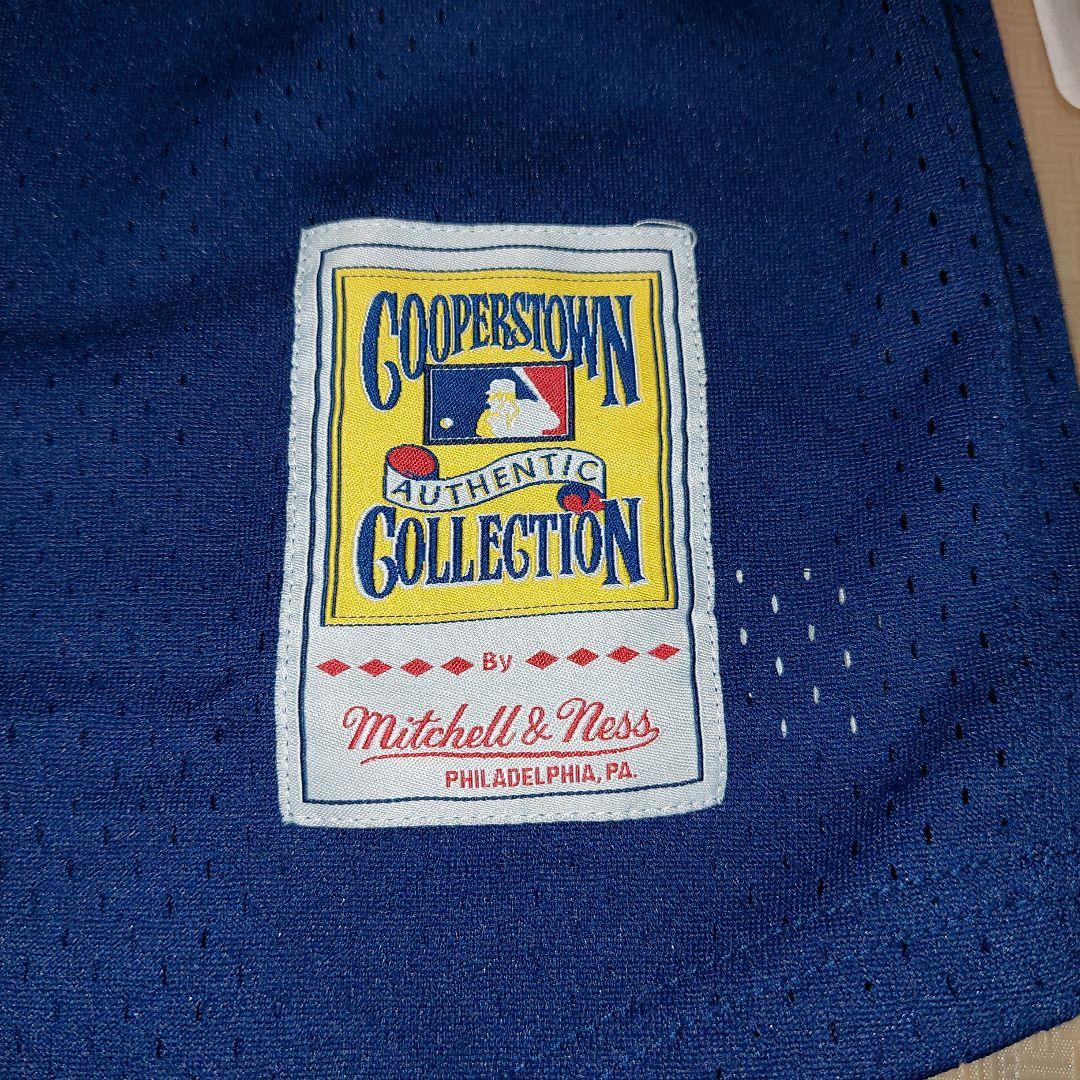 COOPERSTOWN
AUTHENTIC
COLLECTION
By
Mitchell & Ness
PHILADELPHIA, PA.